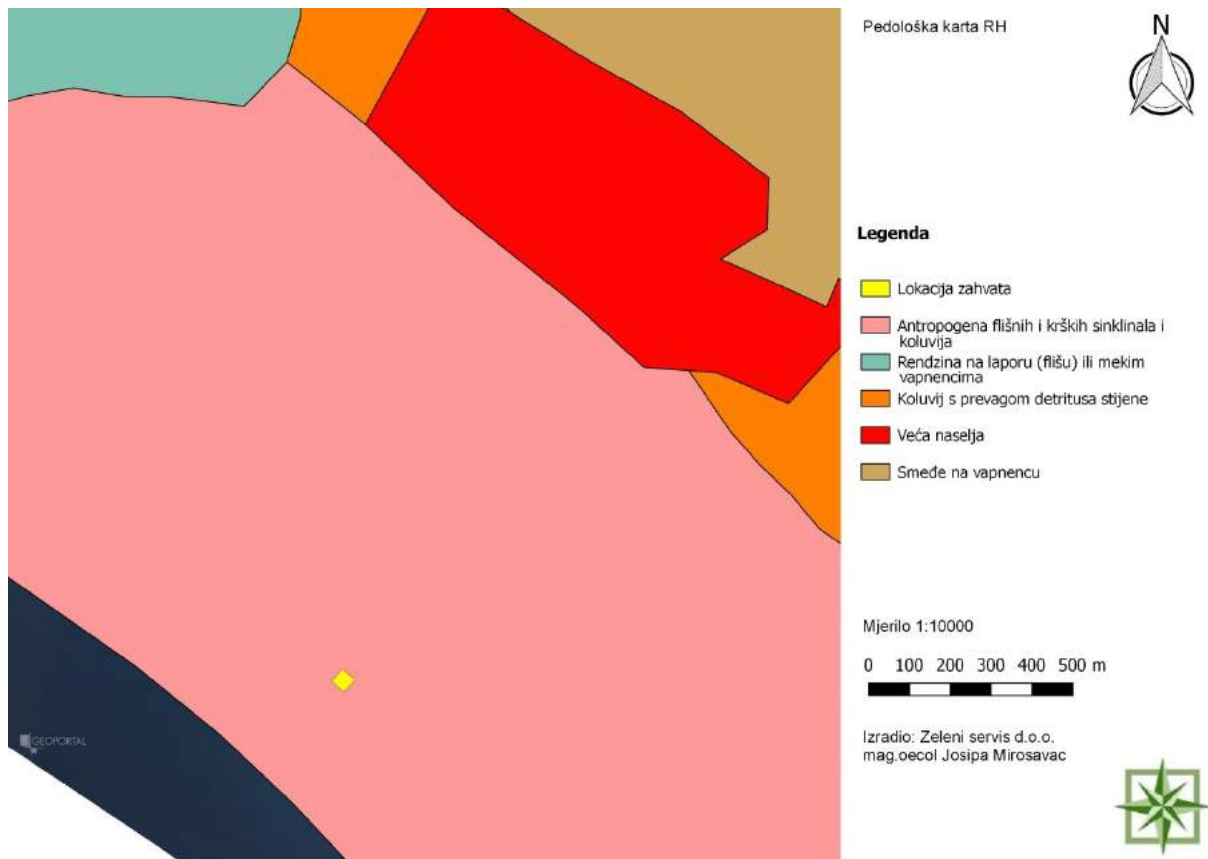 Pedološka karta RH
N
Legenda
Lokacija zahvata
Antropogena flišnih i krških sinklinala i
koluvija
Rendzina na laporu (flišu) ili mekim
vapnencima
Koluvij s prevagom detritusa stijene
Veća naselja
Smeđe na vapnencu
Mjerilo 1:10000
0 100 200 300 400 500 m
Izradio: Zeleni servis d.o.o.
mag.oecol Josipa Mirosavac
GEOPORTAL